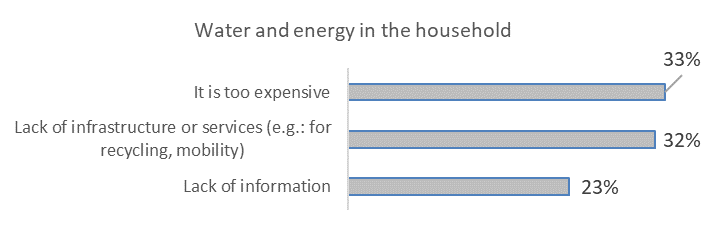 Water and energy in the household
33%
It is too expensive
Lack of infrastructure or services (e.g.: for
recycling, mobility)
32%
Lack of information
23%